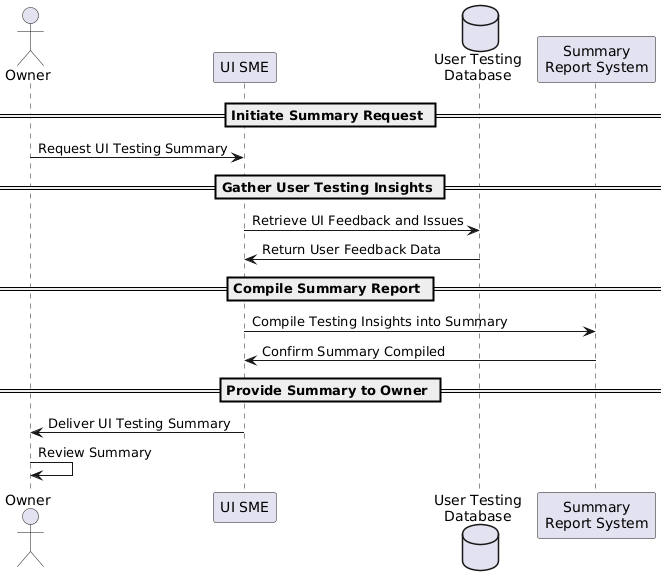 Owner
UI SME
User Testing
Database
Summary
Report System
Initiate Summary Request
Request UI Testing Summary
Gather User Testing Insights
Retrieve UI Feedback and Issues
Return User Feedback Data
Compile Summary Report
Compile Testing Insights into Summary
Confirm Summary Compiled
Provide Summary to Owner
Deliver UI Testing Summary
Review Summary
Owner
UI SME
User Testing
Database
Summary
Report System